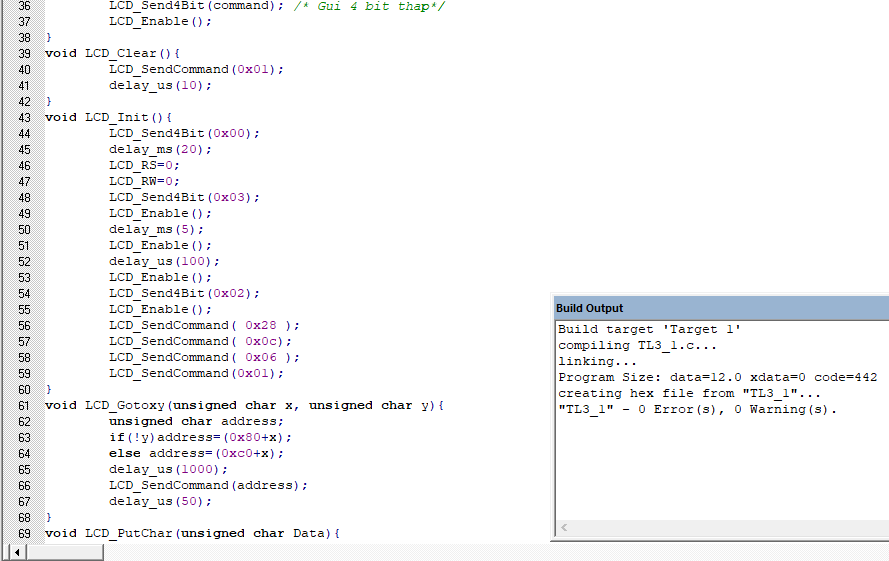 36 LCD_Send4Bit(command); /* Gui 4 bit thap*/
37 LCD_Enable();
38 }
39 void LCD_Clear(){
40 LCD_SendCommand(0x01);
41 delay_us(10);
42 }
43 void LCD_Init(){
44 LCD_Send4Bit(0x00);
45 delay_ms(20);
46 LCD_RS=0;
47 LCD_RW=0;
48 LCD_Send4Bit(0x03);
49 LCD_Enable();
50 delay_ms(5);
51 LCD_Enable();
52 delay_us(100);
53 LCD_Enable();
54 LCD_Send4Bit(0x02);
55 LCD_Enable();
56 LCD_SendCommand( 0x28 );
57 LCD_SendCommand( 0x0c);
58 LCD_SendCommand( 0x06 );
59 LCD_SendCommand(0x01);
60 }
61 void LCD_Gotoxy(unsigned char x, unsigned char y){
62 unsigned char address;
63 if(!y)address=(0x80+x);
64 else address=(0xc0+x);
65 delay_us(1000);
66 LCD_SendCommand(address);
67 delay_us(50);
68 }
69 void LCD_PutChar(unsigned char Data){
Build Output
Build target 'Target 1'
compiling TL3_1.c...
linking...
Program Size: data=12.0 xdata=0 code=442
creating hex file from "TL3_1"...
"TL3_1" - 0 Error(s), 0 Warning(s).